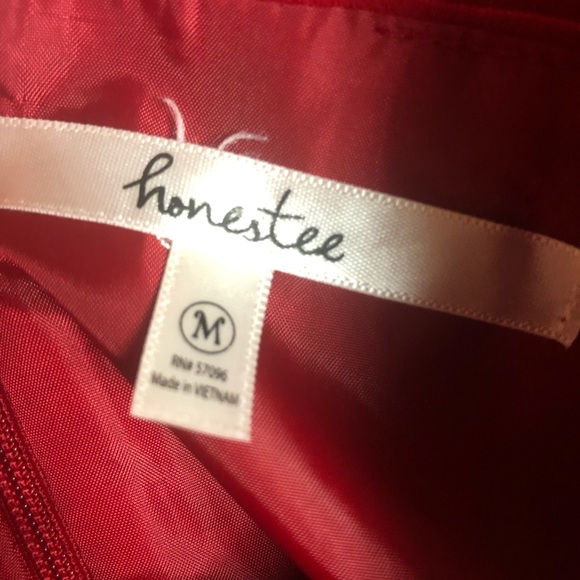 honestee
M
RN# 57096
Made in VIETNAM